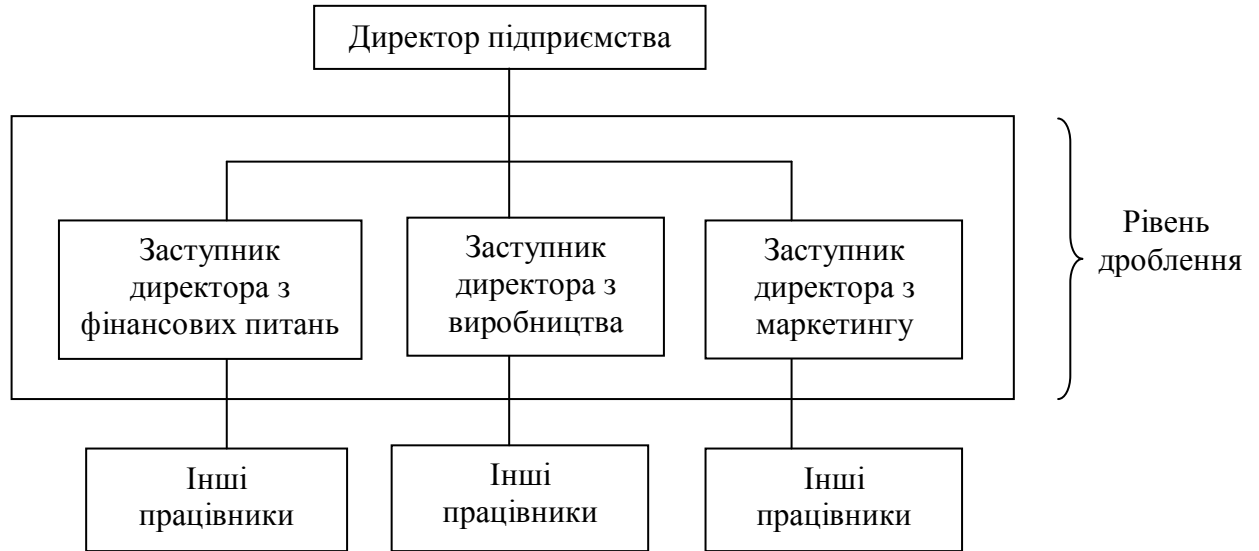 Директор підприємства
Заступник
директора з
фінансових питань
Заступник
директора з
виробництва
Заступник
директора з
маркетингу
Рівень
дроблення
Інші
працівники
Інші
працівники
Інші
працівники